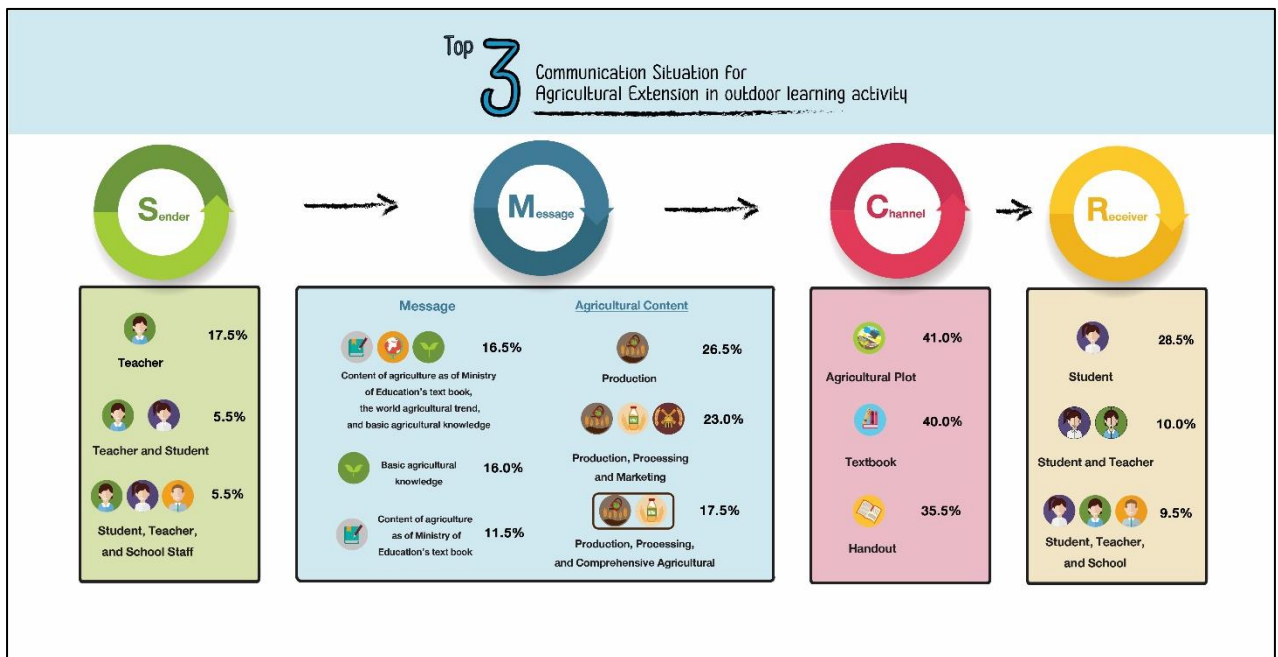 Top 3
Communication Situation for
Agricultural Extension in outdoor learning activity
Sender
Message
Channel
Receiver
17.5%
Teacher
5.5%
Teacher and Student
5.5%
Student, Teacher,
and School Staff
Message
16.5%
Content of agriculture as of Ministry
of Education's text book,
the world agricultural trend,
and basic agricultural knowledge
Basic agricultural
knowledge
16.0%
Content of agriculture
as of Ministry of
Education's text book
11.5%
Agricultural Content
26.5%
Production
23.0%
Production, Processing
and Marketing
17.5%
Production, Processing,
and Comprehensive Agricultural
41.0%
Agricultural Plot
40.0%
Textbook
35.5%
Handout
28.5%
Student
10.0%
Student and Teacher
9.5%
Student, Teacher,
and School